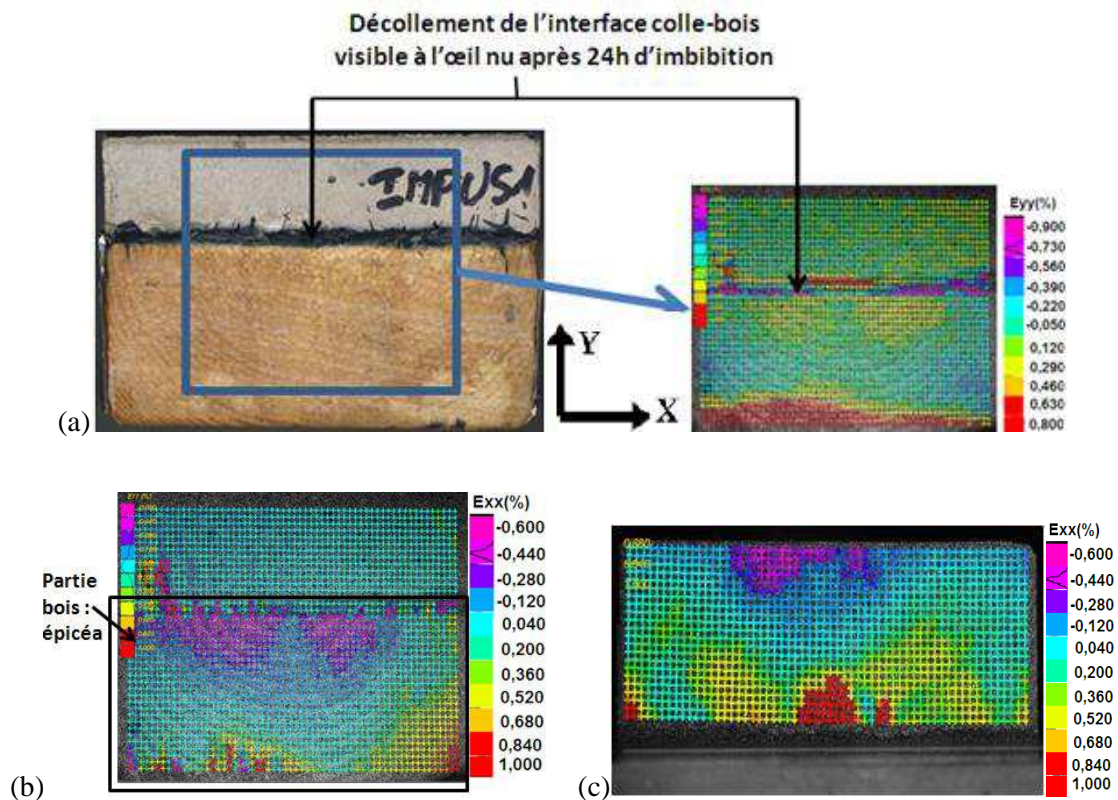 Décollement de l'interface colle-bois
visible à l'œil nu après 24h d'imbibition
IMPUS1
Eyy(%)
-0,900
-0,730
-0,560
-0,390
-0,220
-0,050
0,120
0,290
0,460
0,630
0,800
Y
X
(a)
Exx(%)
-0,600
-0,440
-0,280
-0,120
0,040
0,200
0,360
0,520
0,680
0,840
1,000
Partie
bois :
épicéa
(b)
Exx(%)
-0,600
-0,440
-0,280
-0,120
0,040
0,200
0,360
0,520
0,680
0,840
1,000
(c)